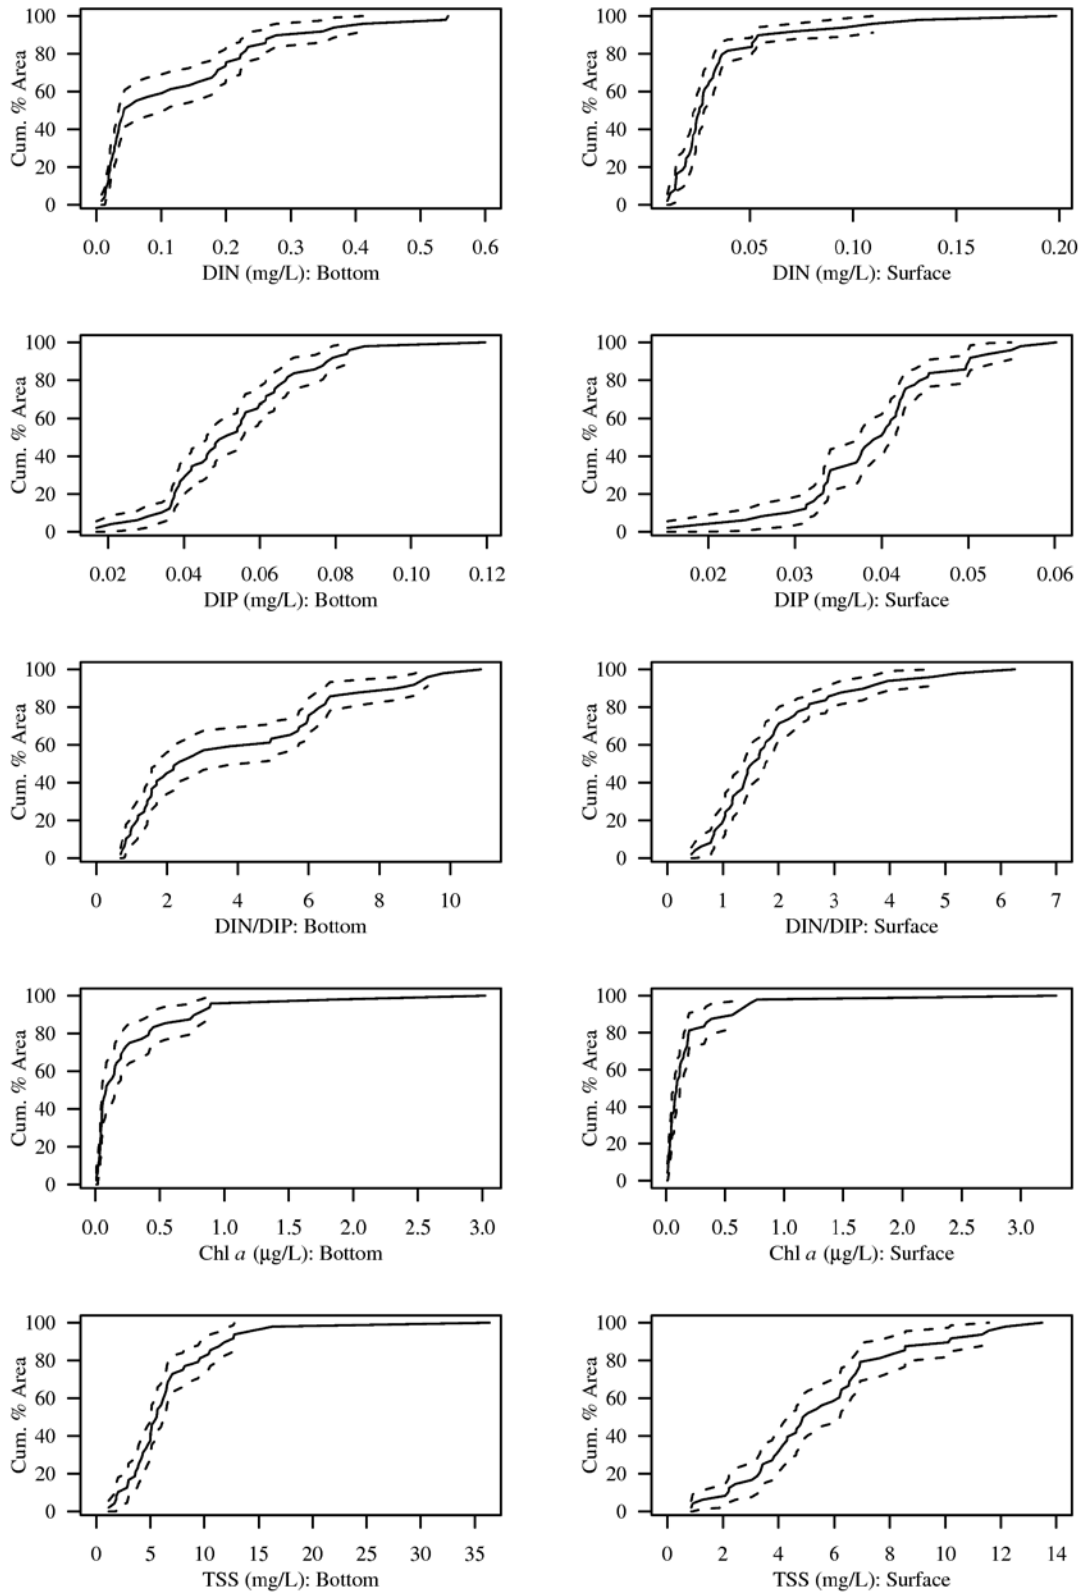 100
80
60
40
20
0
Cum. % Area
0.0 0.1 0.2 0.3 0.4 0.5 0.6
DIN (mg/L): Bottom
100
80
60
40
20
0
Cum. % Area
0.05 0.10 0.15 0.20
DIN (mg/L): Surface
100
80
60
40
20
0
Cum. % Area
0.02 0.04 0.06 0.08 0.10 0.12
DIP (mg/L): Bottom
100
80
60
40
20
0
Cum. % Area
0.02 0.03 0.04 0.05 0.06
DIP (mg/L): Surface
100
80
60
40
20
0
Cum. % Area
0 2 4 6 8 10
DIN/DIP: Bottom
100
80
60
40
20
0
Cum. % Area
0 1 2 3 4 5 6 7
DIN/DIP: Surface
100
80
60
40
20
0
Cum. % Area
0.0 0.5 1.0 1.5 2.0 2.5 3.0
Chl a (µg/L): Bottom
100
80
60
40
20
0
Cum. % Area
0.0 0.5 1.0 1.5 2.0 2.5 3.0
Chl a (µg/L): Surface
100
80
60
40
20
0
Cum. % Area
0 5 10 15 20 25 30 35
TSS (mg/L): Bottom
100
80
60
40
20
0
Cum. % Area
0 2 4 6 8 10 12 14
TSS (mg/L): Surface